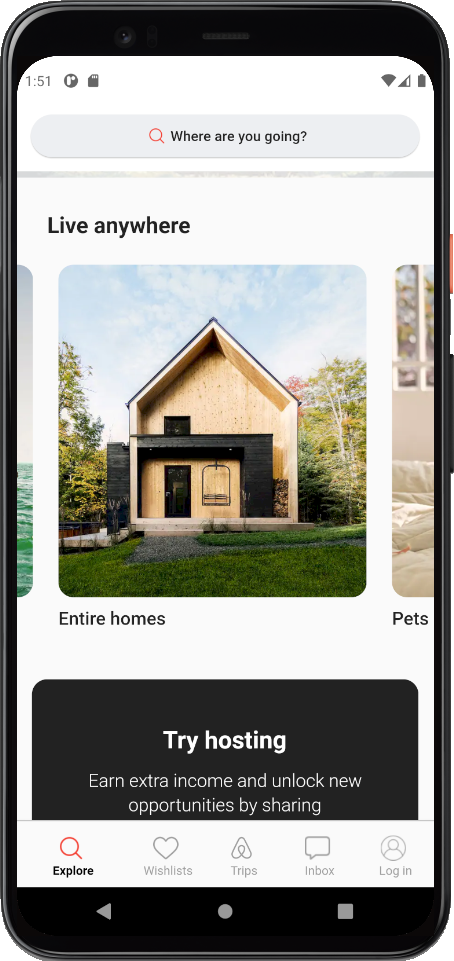 1:51
Where are you going?
Live anywhere
Entire homes
Pets
Try hosting
Earn extra income and unlock new
opportunities by sharing
Explore
Wishlists
Trips
Inbox
Log in